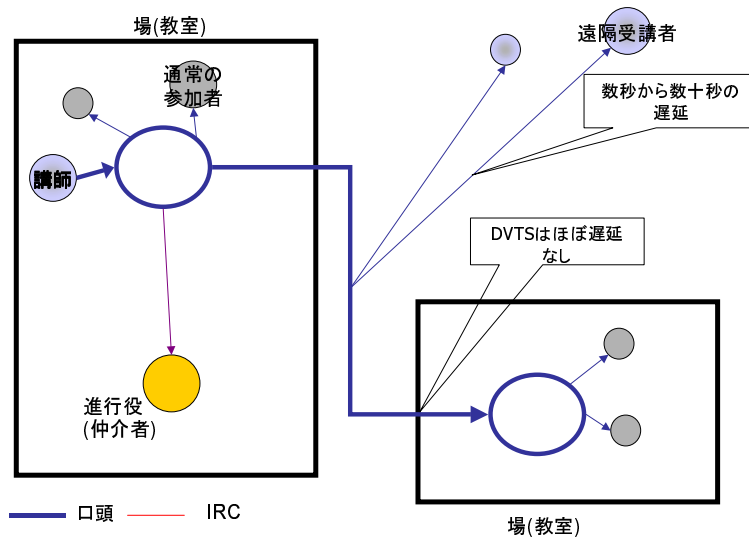 場(教室)
遠隔受講者
通常の
参加者
数秒から数十秒の
遅延
講師
DVTSはほぼ遅延
なし
進行役
(仲介者)
口頭
IRC
場(教室)